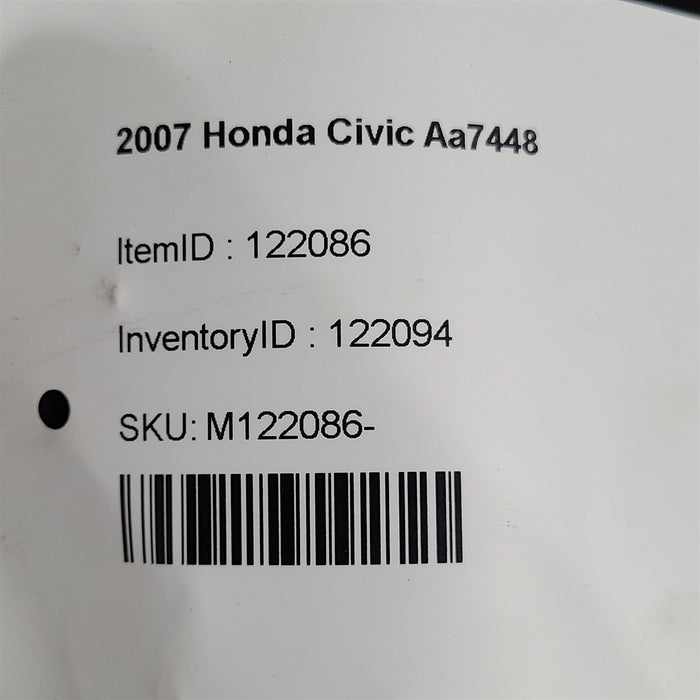 2007 Honda Civic Aa7448
ItemID : 122086
InventoryID : 122094
SKU: M122086-